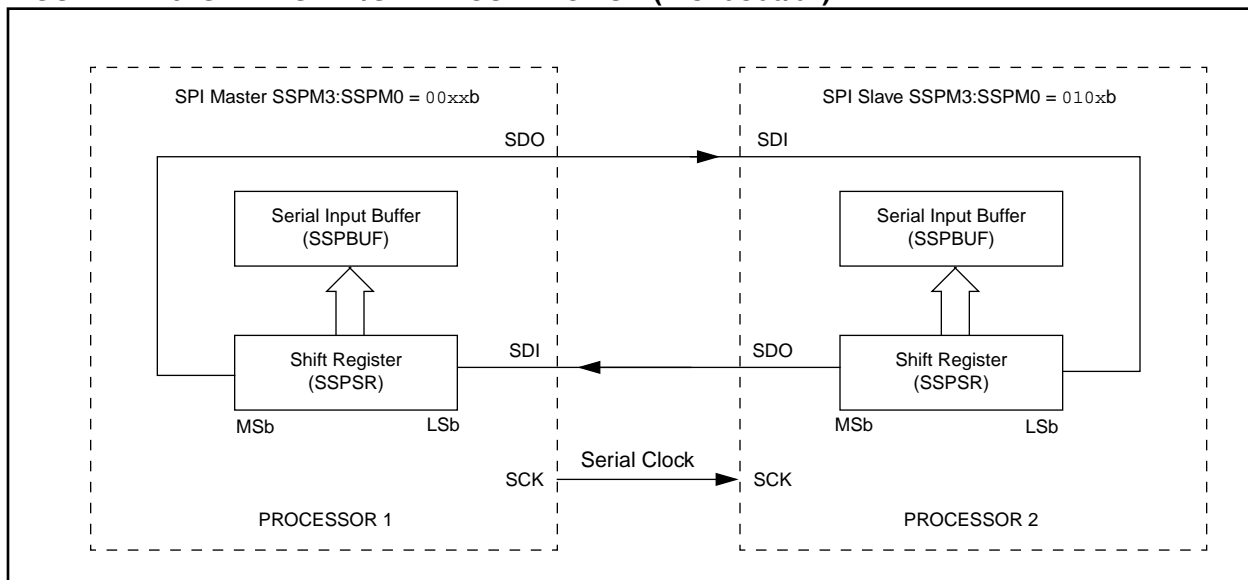 SPI Master SSPM3:SSPM0 = 00xxb
SPI Slave SSPM3:SSPM0 = 010xb
SDO
SDI
Serial Input Buffer
(SSPBUF)
Serial Input Buffer
(SSPBUF)
SDI
SDO
Shift Register
(SSPSR)
Shift Register
(SSPSR)
MSb
LSb
MSb
LSb
Serial Clock
SCK
SCK
PROCESSOR 1
PROCESSOR 2